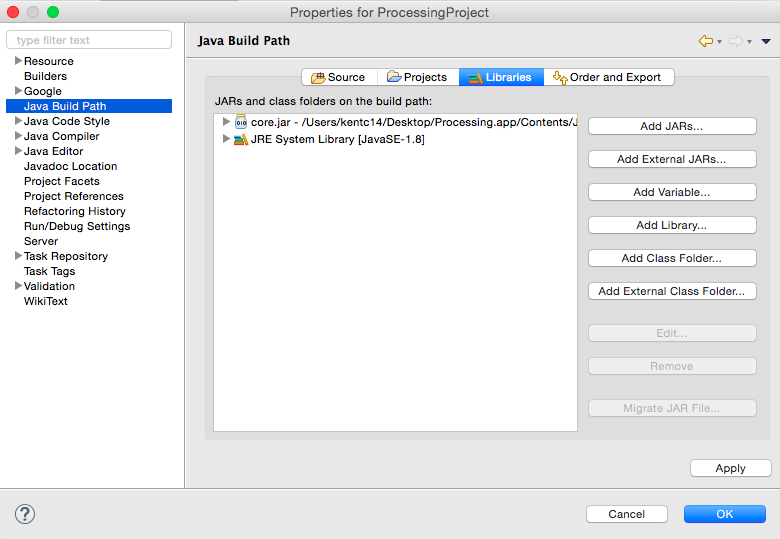 Properties for ProcessingProject
type filter text
Java Build Path
Resource
Builders
Google
Java Build Path
Java Code Style
Java Compiler
Java Editor
Javadoc Location
Project Facets
Project References
Refactoring History
Run/Debug Settings
Server
Task Repository
Task Tags
Validation
WikiText
Source Projects Libraries Order and Export
JARs and class folders on the build path:
core.jar - /Users/kentc14/Desktop/Processing.app/Contents/J
JRE System Library [JavaSE-1.8]
Add JARs...
Add External JARs...
Add Variable...
Add Library...
Add Class Folder...
Add External Class Folder...
Edit...
Remove
Migrate JAR File...
Apply
? Cancel OK